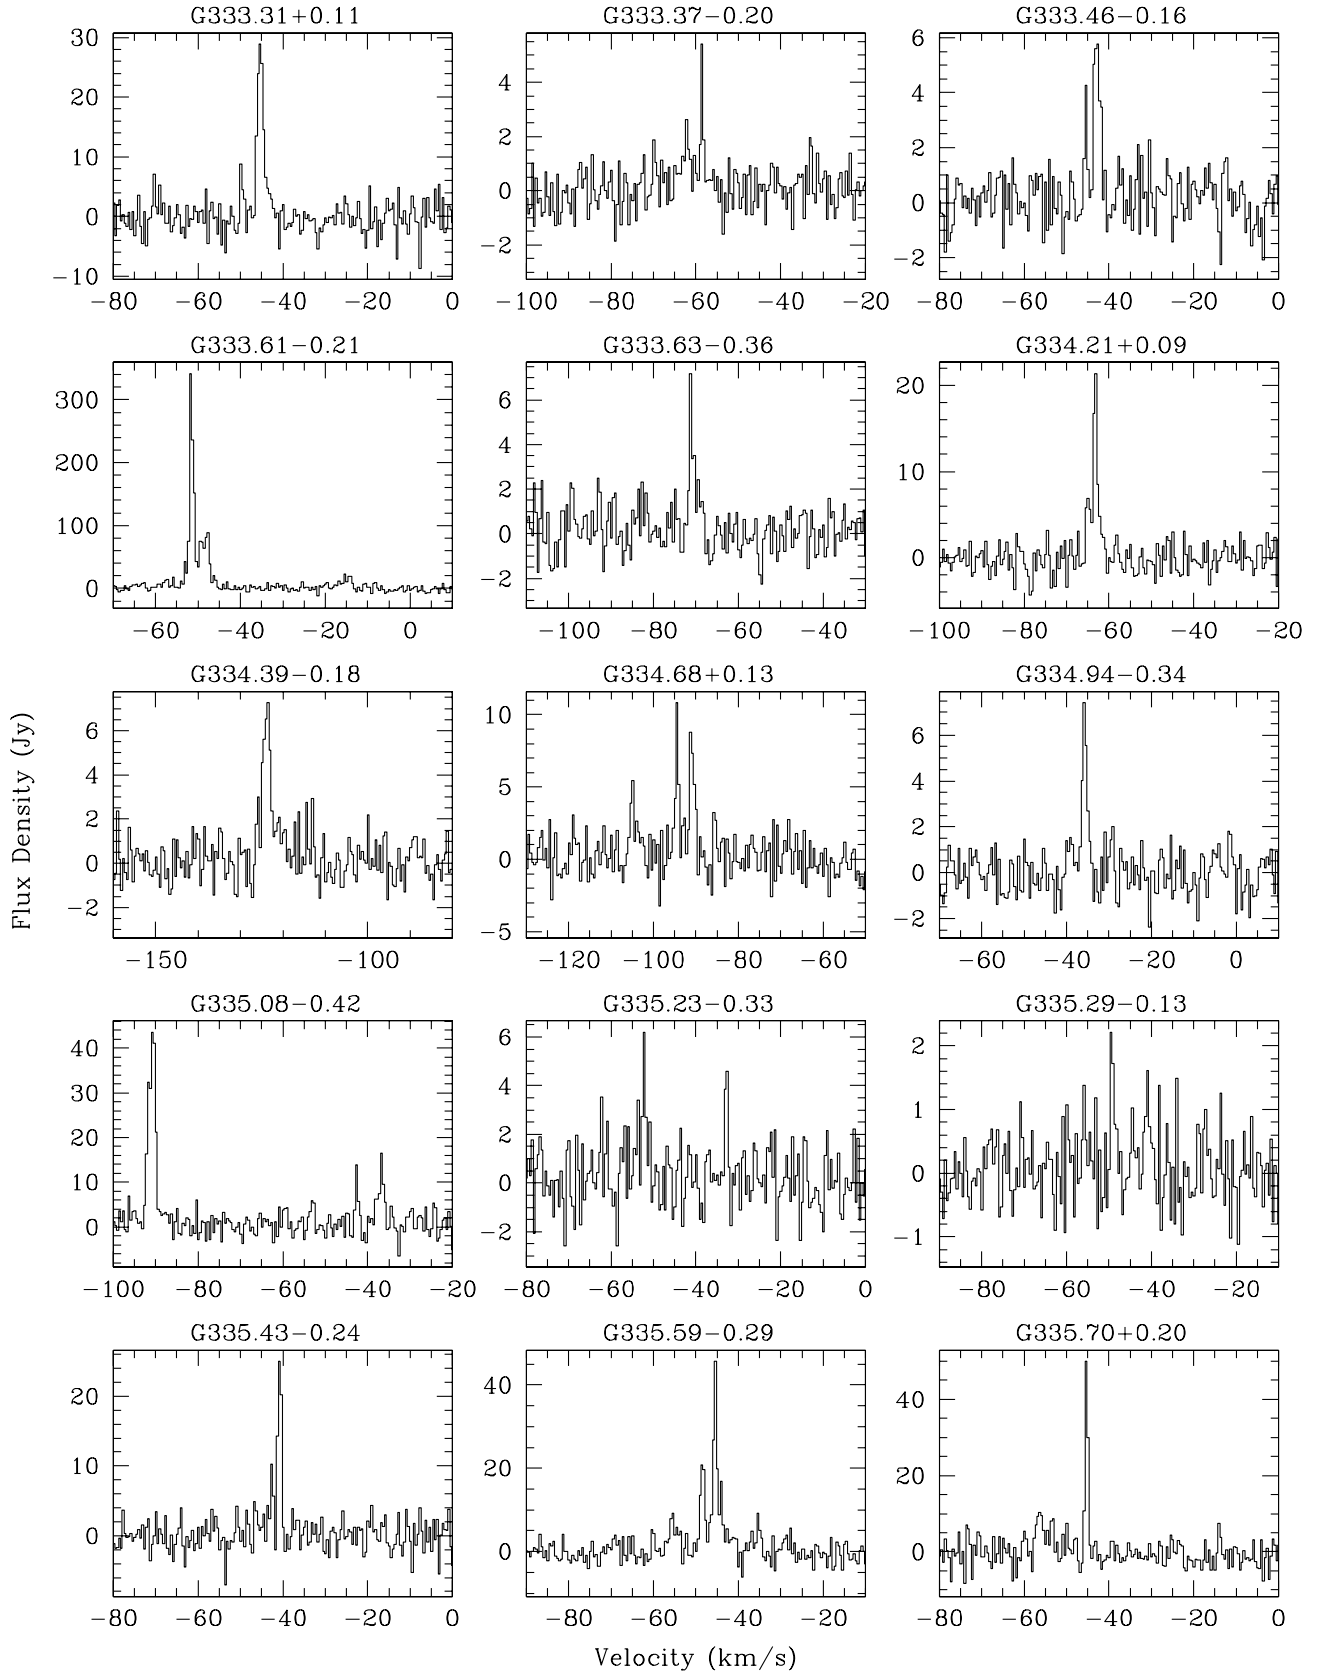 G333.31+0.11 G333.37−0.20 G333.46−0.16
30 20 10 0 −10
4 2 0 −2
6 4 2 0 −2
−80 −60 −40 −20 0
−100 −80 −60 −40 −20
−80 −60 −40 −20 0
G333.61−0.21 G333.63−0.36 G334.21+0.09
300 200 100 0
6 4 2 0 −2
20 10 0
−60 −40 −20 0
−100 −80 −60 −40
−100 −80 −60 −40 −20
G334.39−0.18 G334.68+0.13 G334.94−0.34
Flux Density (Jy)
6 4 2 0 −2
10 5 0 −5
6 4 2 0 −2
−150 −100
−120 −100 −80 −60
−60 −40 −20 0
G335.08−0.42 G335.23−0.33 G335.29−0.13
40 30 20 10 0
6 4 2 0 −2
2 1 0 −1
−100 −80 −60 −40 −20
−80 −60 −40 −20 0
−80 −60 −40 −20
G335.43−0.24 G335.59−0.29 G335.70+0.20
20 10 0
40 20 0
40 20 0
−80 −60 −40 −20 0
−80 −60 −40 −20
−80 −60 −40 −20 0
Velocity (km/s)